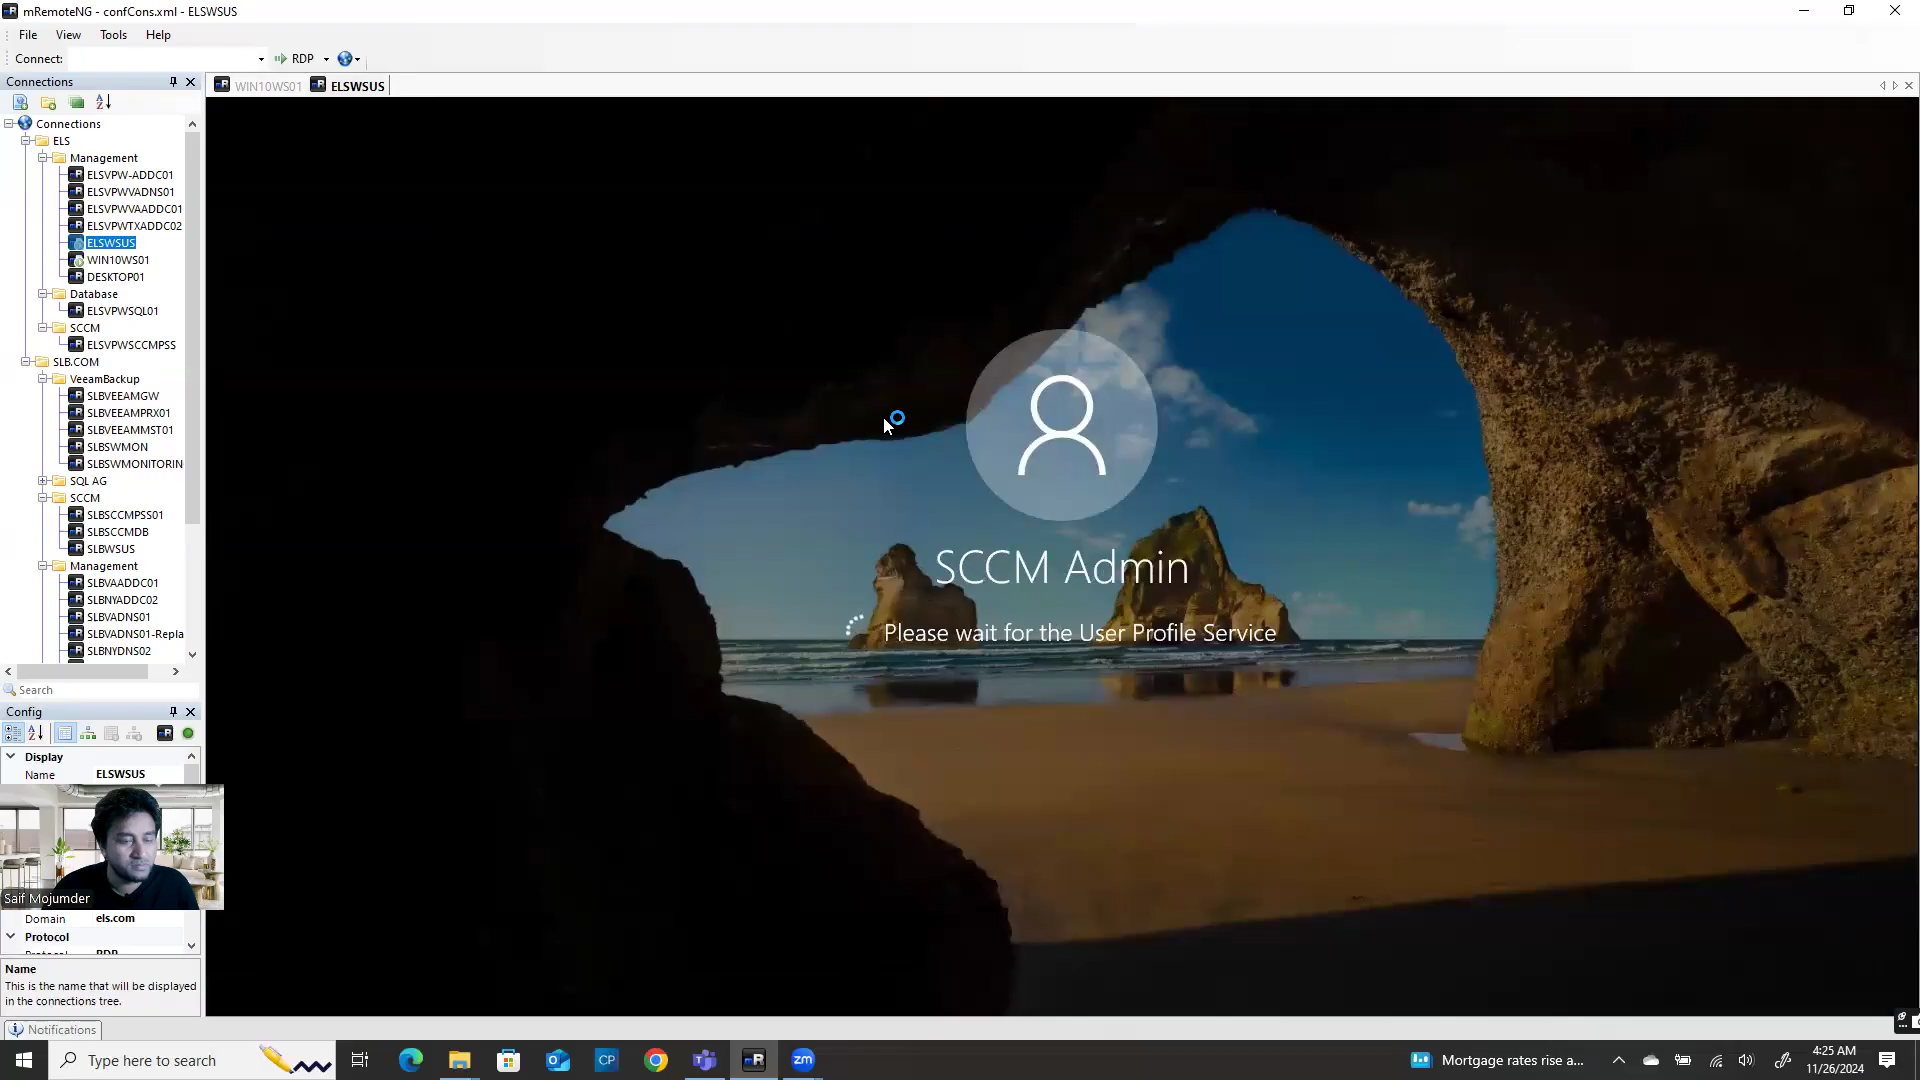 mRemoteNG - confCons.xml - ELSWSUS
File View Tools Help
Connect: RDP
Connections
WIN10WS01 ELSWSUS
Connections
ELS
Management
ELSVPW-ADDC01
ELSVPWVADNS01
ELSVPWVAADDC01
ELSVPWTXADDC02
ELSWSUS
WIN10WS01
DESKTOP01
Database
ELSVPWSQL01
SCCM
ELSVPWSCCMPSS
SLB.COM
VeeamBackup
SLBVEEAMGW
SLBVEEAMPRX01
SLBVEEAMMST01
SLBSWMON
SLBSWMONITORIN
SQL AG
SCCM
SLBSCCMPSS01
SLBSCCMDB
SLBWSUS
Management
SLBVAADDC01
SLBNYADDC02
SLBVADNS01
SLBVADNS01-Repla
SLBNYDNS02
Search
Config
Display
Name ELSWSUS
Saif Mojumder
Domain els.com
Protocol
Protocol RDP
Name
This is the name that will be displayed
in the connections tree.
Notifications
SCCM Admin
Please wait for the User Profile Service
Type here to search
CP
zm
Mortgage rates rise a...
4:25 AM
11/26/2024